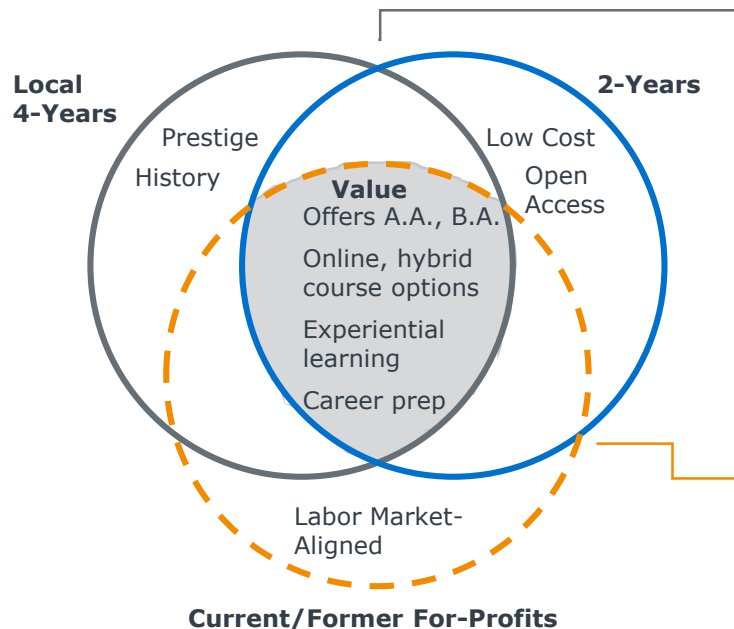 Local
4-Years
2-Years
Prestige
History
Low Cost
Open
Access
Value
Offers A.A., B.A.
Online, hybrid
course options
Experiential
learning
Career prep
Labor Market-
Aligned
Current/Former For-Profits